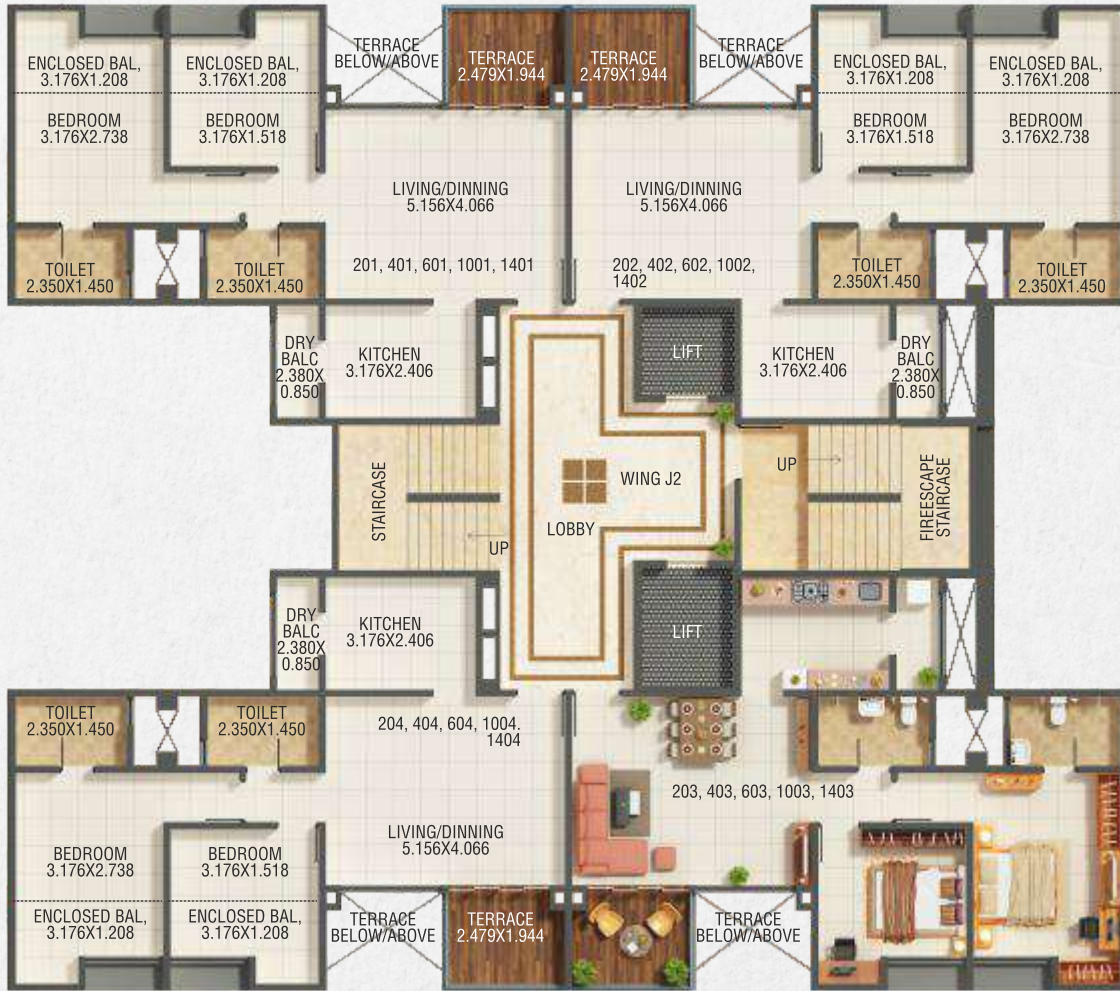 TERRACE
BELOW/ABOVE
TERRACE
2.479X1.944
TERRACE
2.479X1.944
TERRACE
BELOW/ABOVE
ENCLOSED BAL,
3.176X1.208
ENCLOSED BAL,
3.176X1.208
ENCLOSED BAL,
3.176X1.208
ENCLOSED BAL,
3.176X1.208
BEDROOM
3.176X2.738
BEDROOM
3.176X1.518
BEDROOM
3.176X1.518
BEDROOM
3.176X2.738
LIVING/DINNING
5.156X4.066
LIVING/DINNING
5.156X4.066
TOILET
2.350X1.450
TOILET
2.350X1.450
201, 401, 601, 1001, 1401
202, 402, 602, 1002,
1402
TOILET
2.350X1.450
TOILET
2.350X1.450
DRY
BALC
2.380X
0.850
KITCHEN
3.176X2.406
LIFT
KITCHEN
3.176X2.406
DRY
BALC
2.380X
0.850
STAIRCASE
UP
LOBBY
WING J2
UP
FIREESCAPE
STAIRCASE
DRY
BALC
2.380X
0.850
KITCHEN
3.176X2.406
LIFT
TOILET
2.350X1.450
TOILET
2.350X1.450
204, 404, 604, 1004,
1404
203, 403, 603, 1003, 1403
LIVING/DINNING
5.156X4.066
BEDROOM
3.176X2.738
BEDROOM
3.176X1.518
ENCLOSED BAL,
3.176X1.208
ENCLOSED BAL,
3.176X1.208
TERRACE
BELOW/ABOVE
TERRACE
2.479X1.944
TERRACE
BELOW/ABOVE